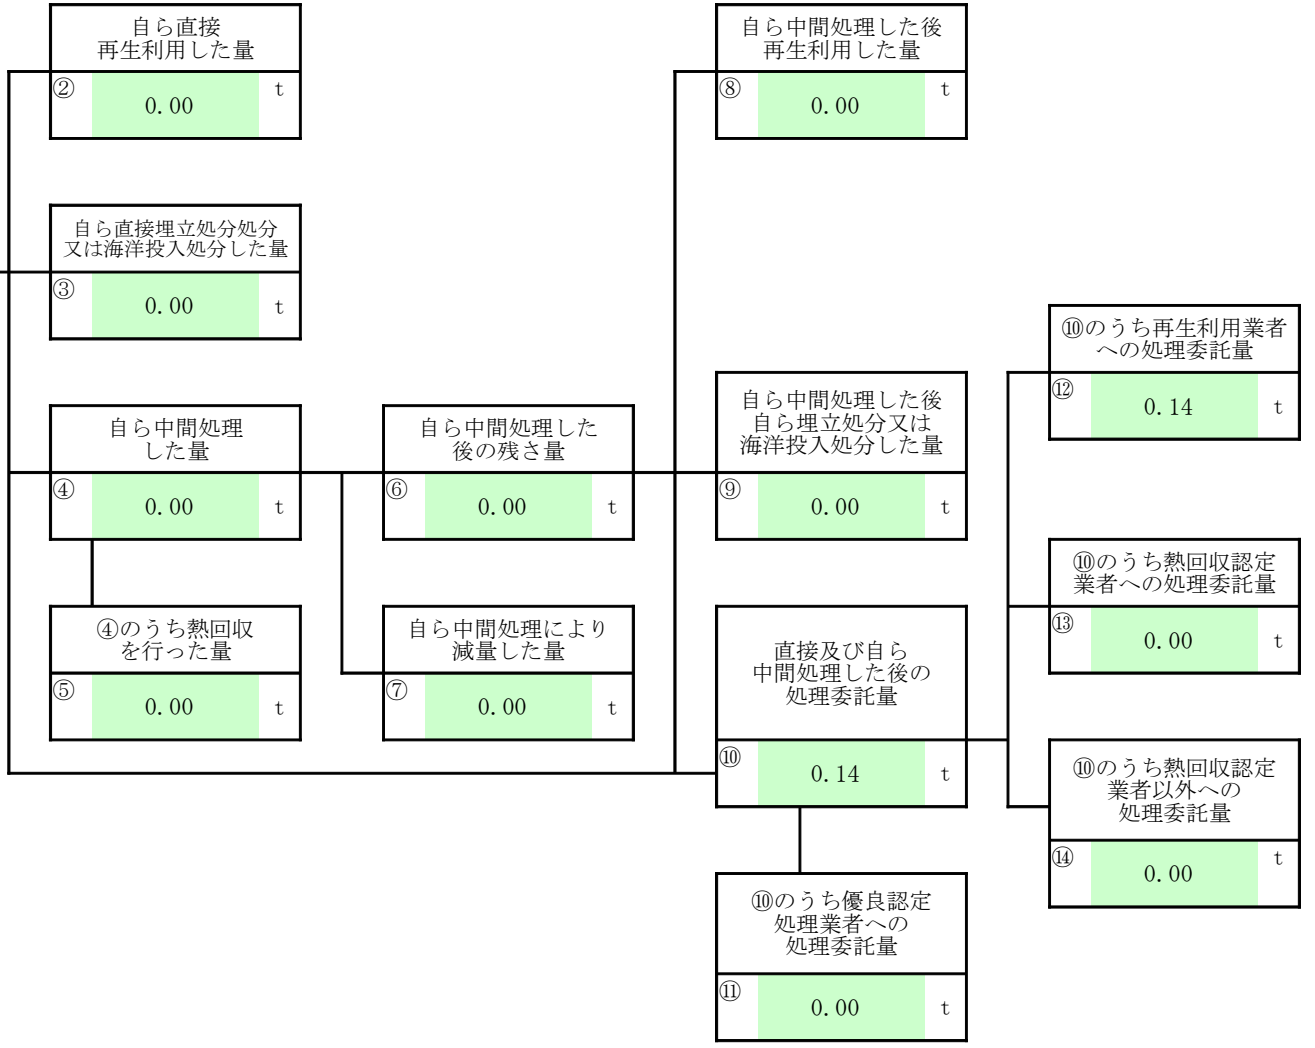 自ら直接
再生利用した量
② 0.00 t
自ら中間処理した後
再生利用した量
⑧ 0.00 t
自ら直接埋立処分処分
又は海洋投入処分した量
③ 0.00 t
⑩のうち再生利用業者
への処理委託量
⑫ 0.14 t
自ら中間処理
した量
④ 0.00 t
自ら中間処理した
後の残さ量
⑥ 0.00 t
自ら中間処理した後
自ら埋立処分又は
海洋投入処分した量
⑨ 0.00 t
⑩のうち熱回収認定
業者への処理委託量
⑬ 0.00 t
④のうち熱回収
を行った量
⑤ 0.00 t
自ら中間処理により
減量した量
⑦ 0.00 t
直接及び自ら
中間処理した後の
処理委託量
⑩ 0.14 t
⑩のうち熱回収認定
業者以外への
処理委託量
⑭ 0.00 t
⑩のうち優良認定
処理業者への
処理委託量
⑪ 0.00 t